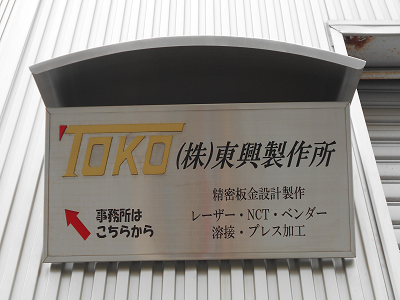 TOKO (株)東興製作所
精密板金設計製作
レーザー・NCT・ベンダー
溶接・プレス加工
事務所は
こちらから